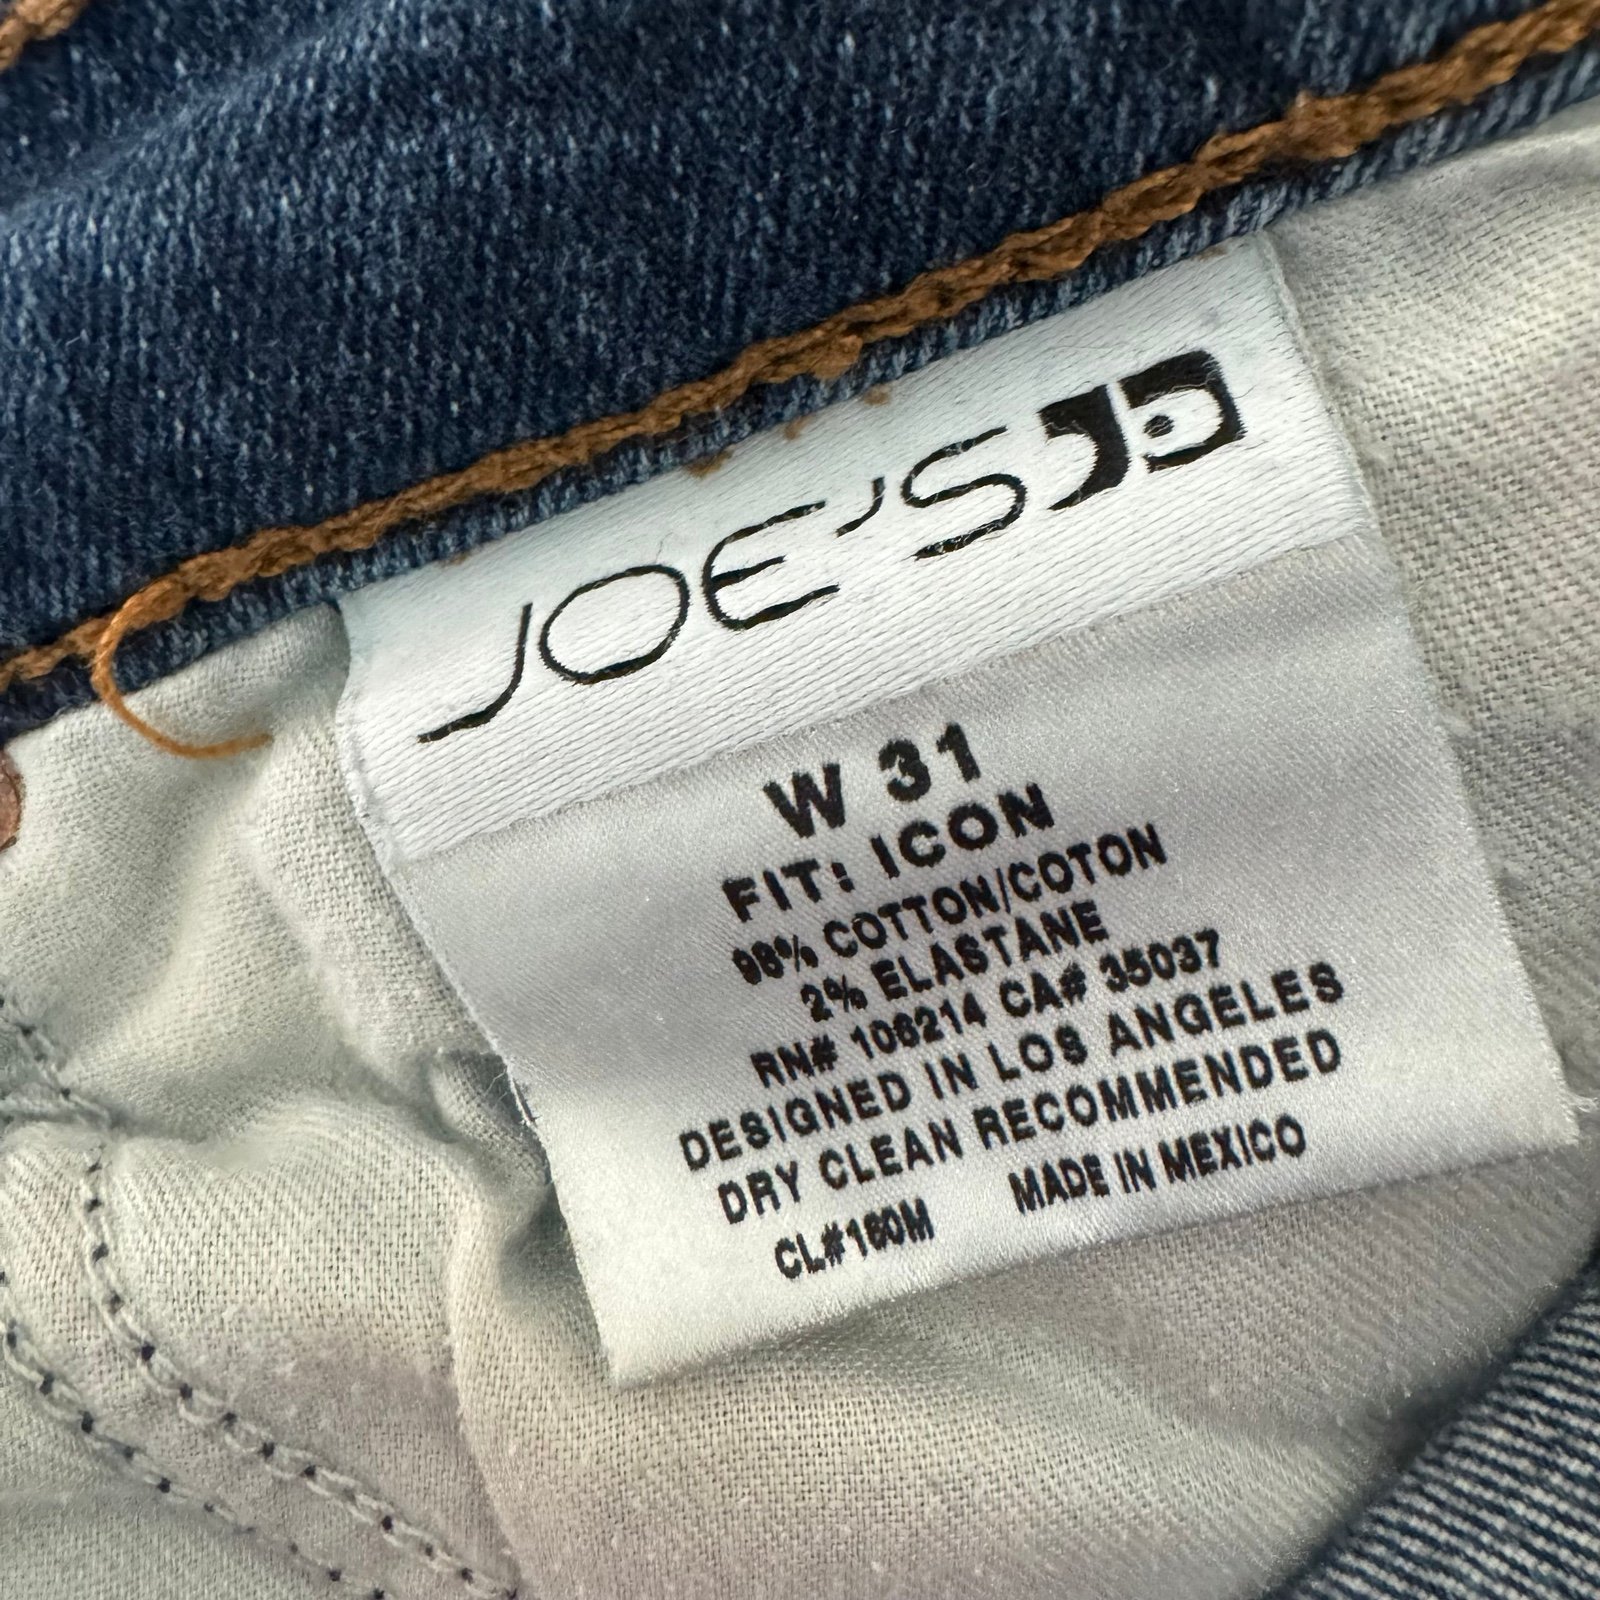 JOE'S
W 31
FIT: ICON
98% COTTON/COTON
2% ELASTANE
RN# 106214 CA# 35037
DESIGNED IN LOS ANGELES
DRY CLEAN RECOMMENDED
CL#160M MADE IN MEXICO